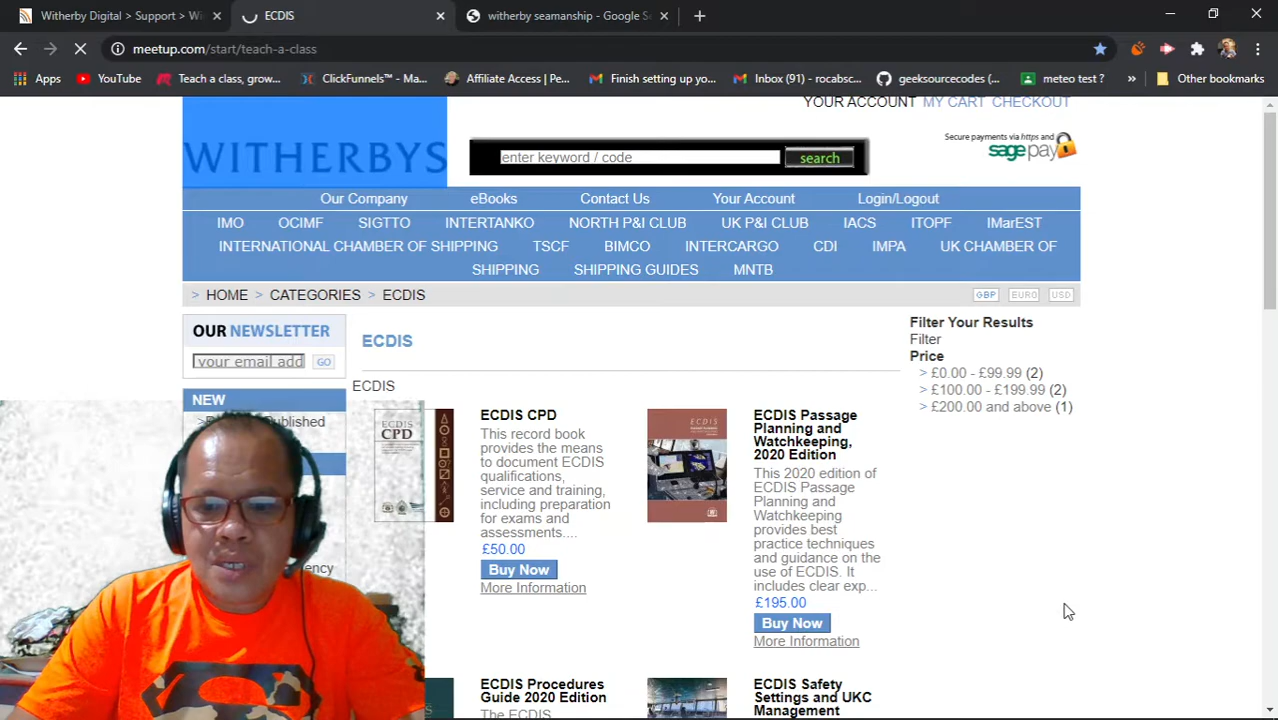 Witherby Digital > Support > Wi
ECDIS
witherby seamanship - Google Se
meetup.com/start/teach-a-class
Apps
YouTube
Teach a class, grow...
ClickFunnels™ – Ma...
Affiliate Access | Pe...
Finish setting up yo...
Inbox (91) - rocabsc...
geeksourcecodes (...
meteo test ?
»
Other bookmarks
YOUR ACCOUNT MY CART CHECKOUT
WITHERBYS
enter keyword / code
search
Secure payments via https and
sage pay
Our Company eBooks Contact Us Your Account Login/Logout
IMO OCIMF SIGTTO INTERTANKO NORTH P&I CLUB UK P&I CLUB IACS ITOPF IMarEST
INTERNATIONAL CHAMBER OF SHIPPING TSCF BIMCO INTERCARGO CDI IMPA UK CHAMBER OF
SHIPPING SHIPPING GUIDES MNTB
> HOME > CATEGORIES > ECDIS
GBP EURO USD
OUR NEWSLETTER
your email add
GO
NEW
ublished
ency
ECDIS
ECDIS
ECDIS
CPD
ECDIS CPD
This record book
provides the means
to document ECDIS
qualifications,
service and training,
including preparation
for exams and
assessments....
£50.00
Buy Now
More Information
ECDIS
ECDIS Passage
Planning and
Watchkeeping,
2020 Edition
This 2020 edition of
ECDIS Passage
Planning and
Watchkeeping
provides best
practice techniques
and guidance on the
use of ECDIS. It
includes clear exp...
£195.00
Buy Now
More Information
Filter Your Results
Filter
Price
> £0.00 - £99.99 (2)
> £100.00 - £199.99 (2)
> £200.00 and above (1)
ECDIS Procedures
Guide 2020 Edition
The ECDIS
ECDIS Safety
Settings and UKC
Management